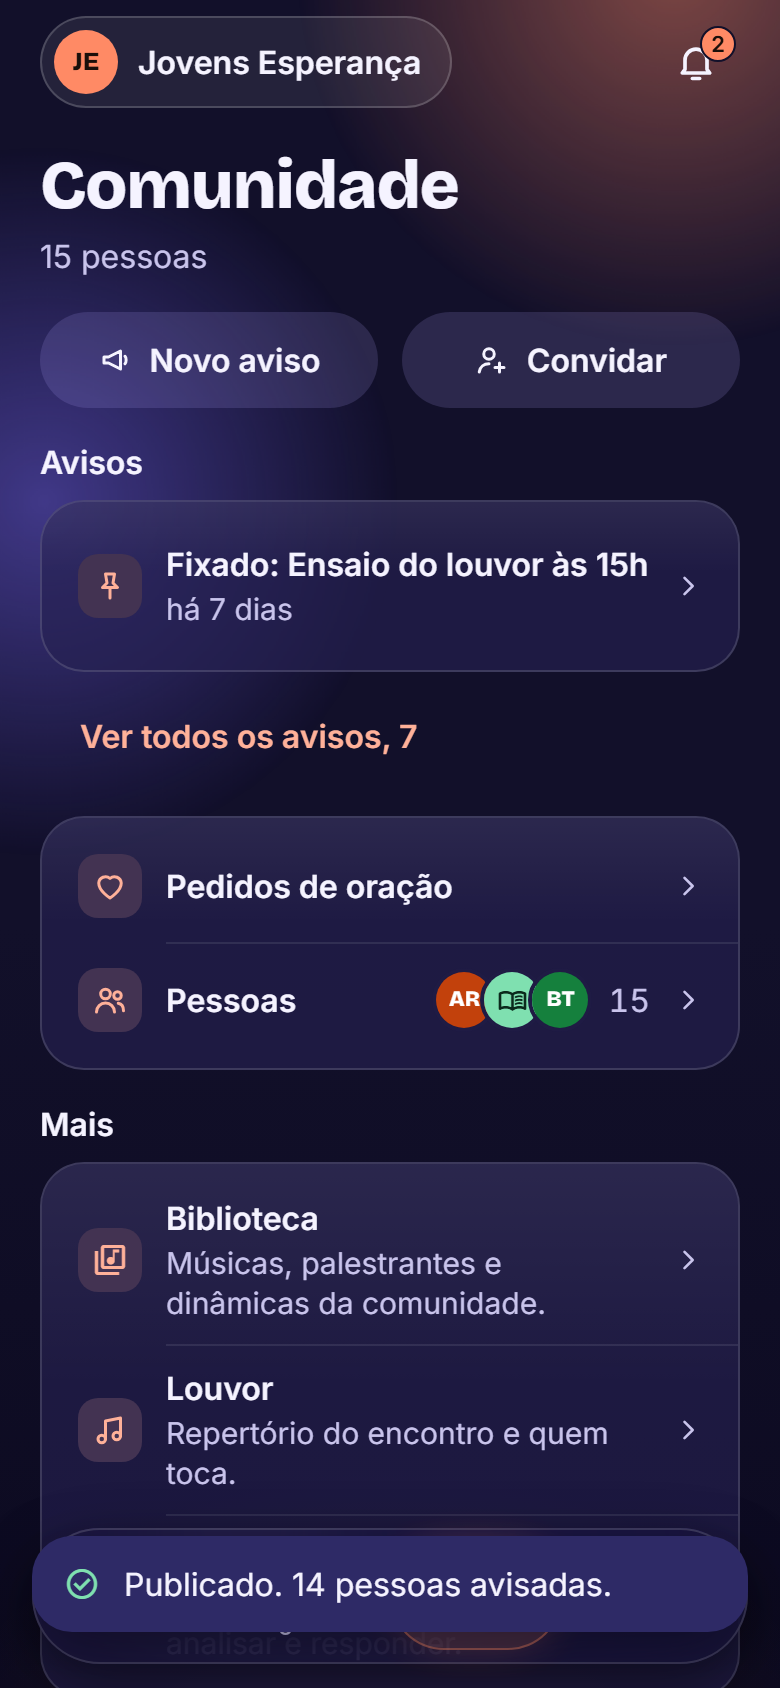 JE
Jovens Esperança
2
Comunidade
15 pessoas
Novo aviso
Convidar
Avisos
Fixado: Ensaio do louvor às 15h
há 7 dias
Ver todos os avisos, 7
Pedidos de oração
Pessoas
AR
BT
15
Mais
Biblioteca
Músicas, palestrantes e
dinâmicas da comunidade.
Louvor
Repertório do encontro e quem
toca.
Publicado. 14 pessoas avisadas.
analisar e responder.